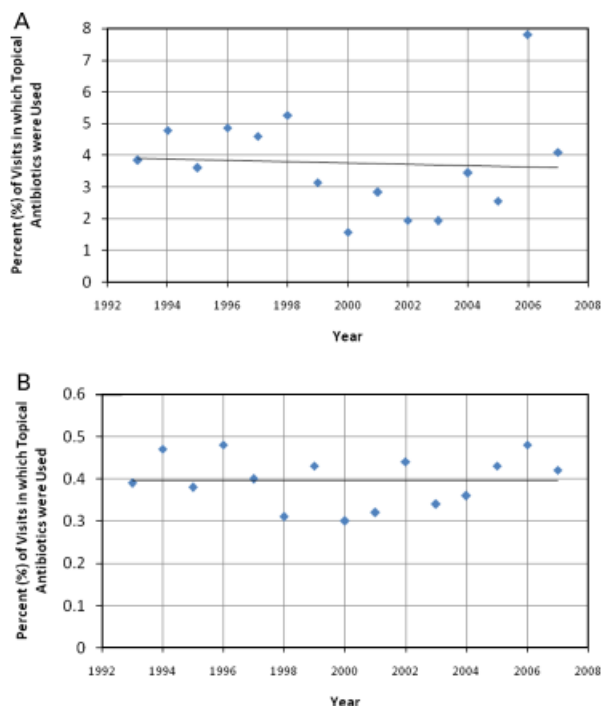 A
Percent (%) of Visits in which Topical
Antibiotics were Used
8
7
6
5
4
3
2
1
0
1992 1994 1996 1998 2000 2002 2004 2006 2008
Year
B
Percent (%) of Visits in which Topical
Antibiotics were Used
0.6
0.5
0.4
0.3
0.2
0.1
0
1992 1994 1996 1998 2000 2002 2004 2006 2008
Year